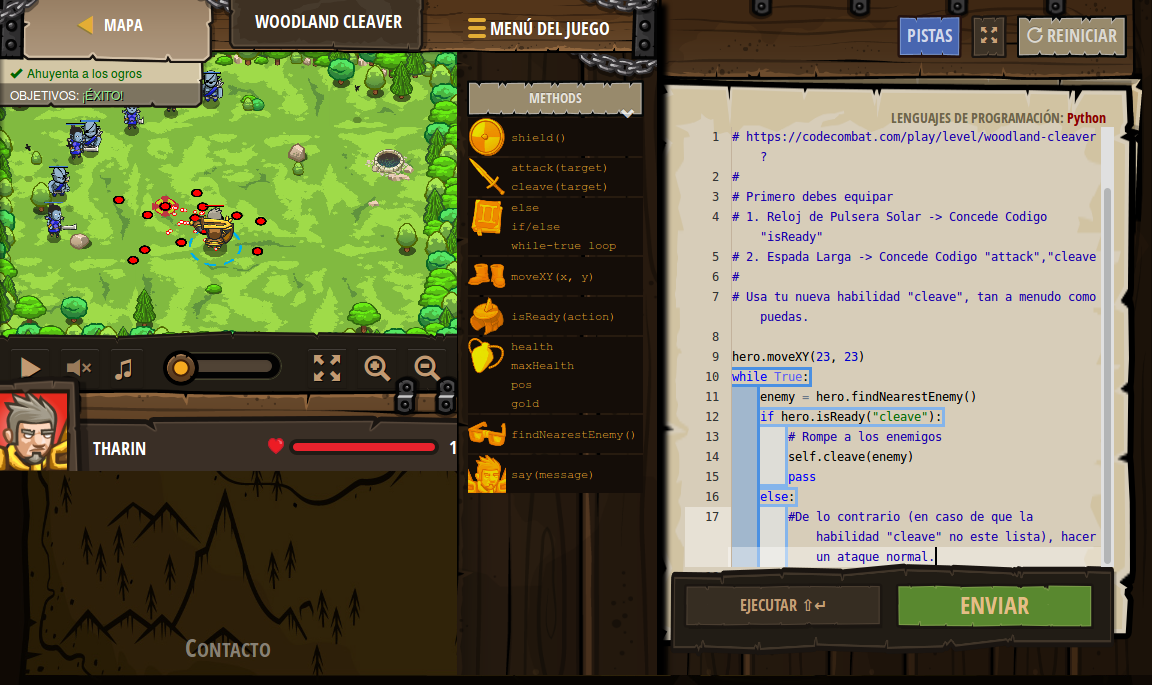 MAPA
WOODLAND CLEAVER
MENÚ DEL JUEGO
PISTAS
REINICIAR
✔ Ahuyenta a los ogros
OBJETIVOS: ¡ÉXITO!
METHODS
shield()
attack(target)
cleave(target)
else
if/else
while-true loop
moveXY(x, y)
isReady(action)
health
maxHealth
pos
gold
findNearestEnemy()
say(message)
THARIN
1
CONTACTO
LENGUAJES DE PROGRAMACIÓN: Python
1 # https://codecombat.com/play/level/woodland-cleaver
?
2 #
3 # Primero debes equipar
4 # 1. Reloj de Pulsera Solar -> Concede Codigo
"isReady"
5 # 2. Espada Larga -> Concede Codigo "attack","cleave
6 #
7 # Usa tu nueva habilidad "cleave", tan a menudo como
puedas.
8
9 hero.moveXY(23, 23)
10 while True:
11 enemy = hero.findNearestEnemy()
12 if hero.isReady("cleave"):
13 # Rompe a los enemigos
14 self.cleave(enemy)
15 pass
16 else:
17 #De lo contrario (en caso de que la
habilidad "cleave" no este lista), hacer
un ataque normal.
EJECUTAR ⇧↵
ENVIAR